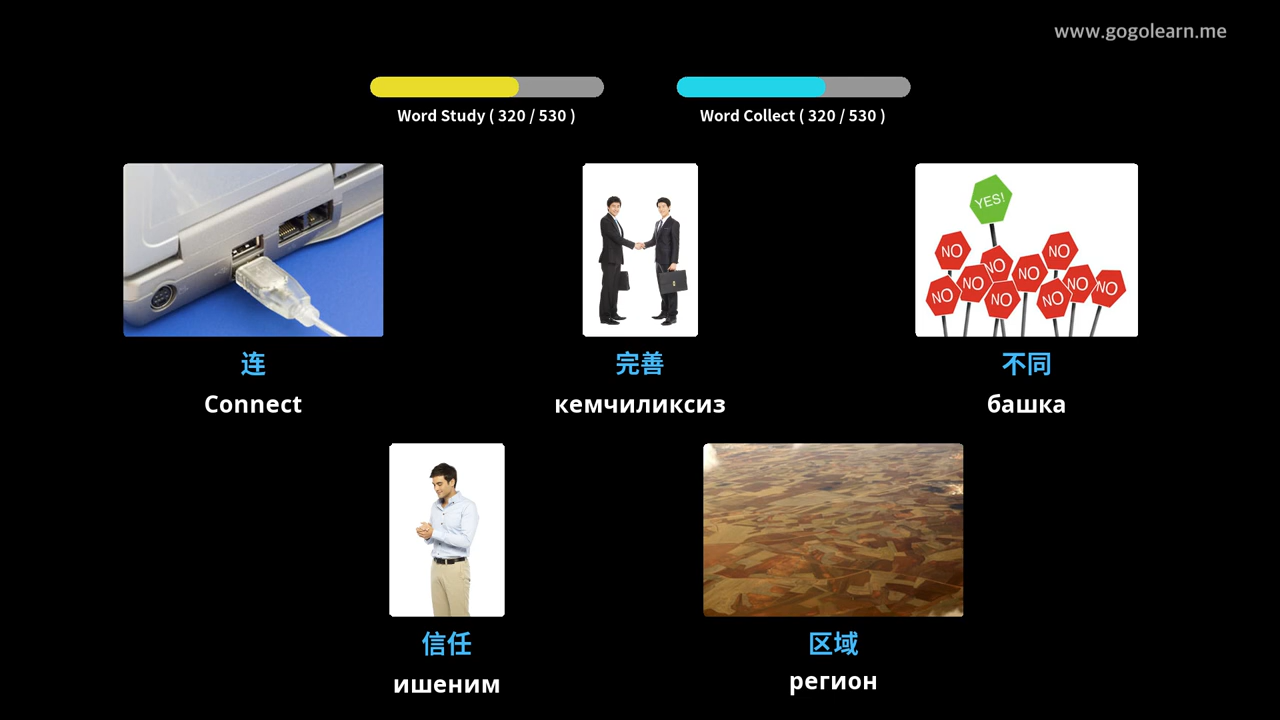 www.gogolearn.me
Word Study ( 320 / 530 )
Word Collect ( 320 / 530 )
YES!
NO
NO
NO
NO
NO
NO
NO
NO
NO
NO
连
Connect
完善
кемчиликсиз
不同
башка
信任
ишеним
区域
регион